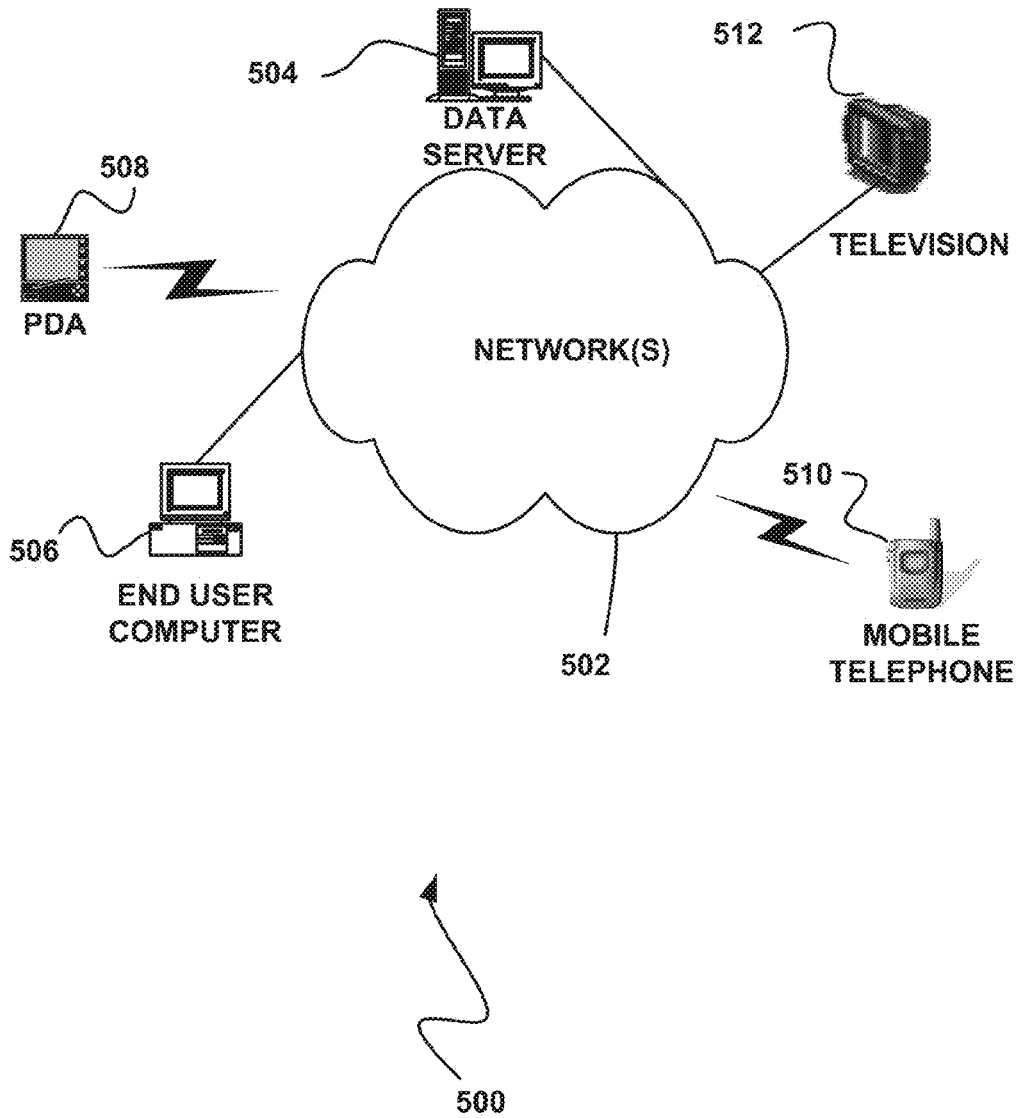 504
DATA
SERVER
512
TELEVISION
508
PDA
NETWORK(S)
506
END USER
COMPUTER
502
510
MOBILE
TELEPHONE
500